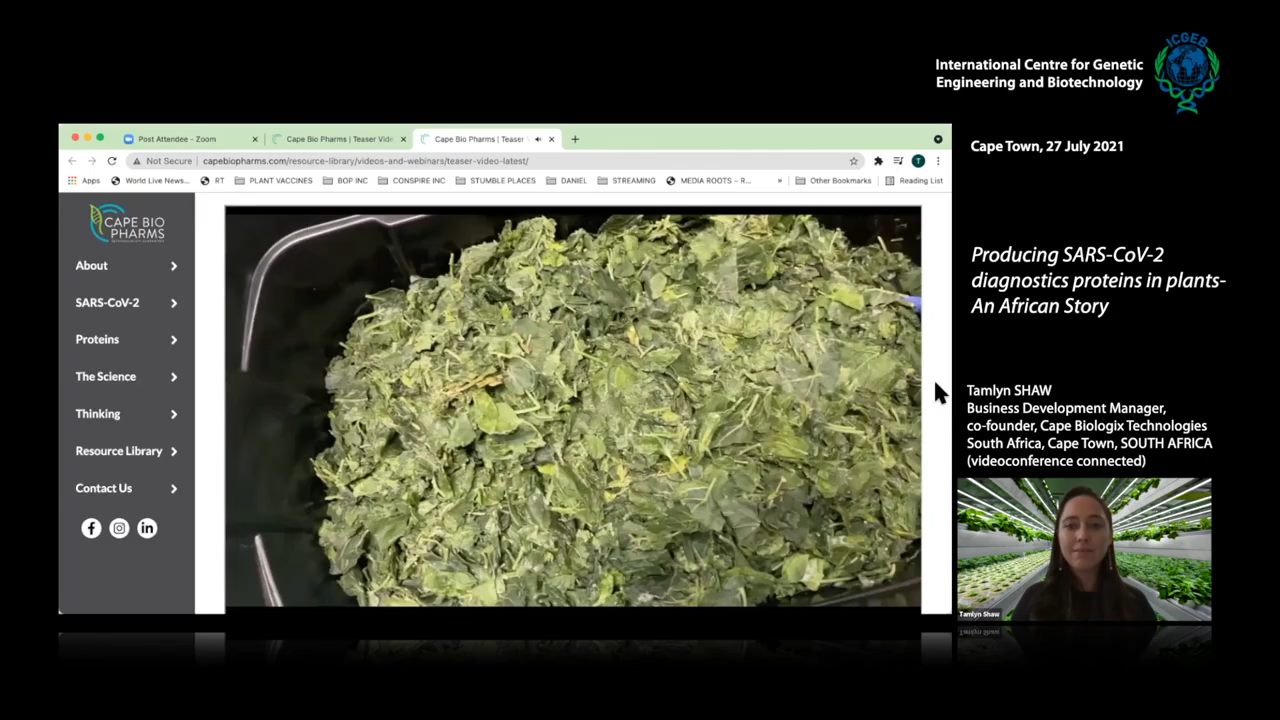 International Centre for Genetic
Engineering and Biotechnology
ICGEB
Post Attendee - Zoom
Cape Bio Pharms | Teaser Vide
Cape Bio Pharms | Teaser
Not Secure
capebiopharms.com/resource-library/videos-and-webinars/teaser-video-latest/
T
Apps
World Live News...
RT
PLANT VACCINES
BOP INC
CONSPIRE INC
STUMBLE PLACES
DANIEL
STREAMING
MEDIA ROOTS – R...
»
Other Bookmarks
Reading List
CAPE BIO
PHARMS
About
SARS-CoV-2
Proteins
The Science
Thinking
Resource Library
Contact Us
Cape Town, 27 July 2021
Producing SARS-CoV-2
diagnostics proteins in plants-
An African Story
Tamlyn SHAW
Business Development Manager,
co-founder, Cape Biologix Technologies
South Africa, Cape Town, SOUTH AFRICA
(videoconference connected)
Tamlyn Shaw